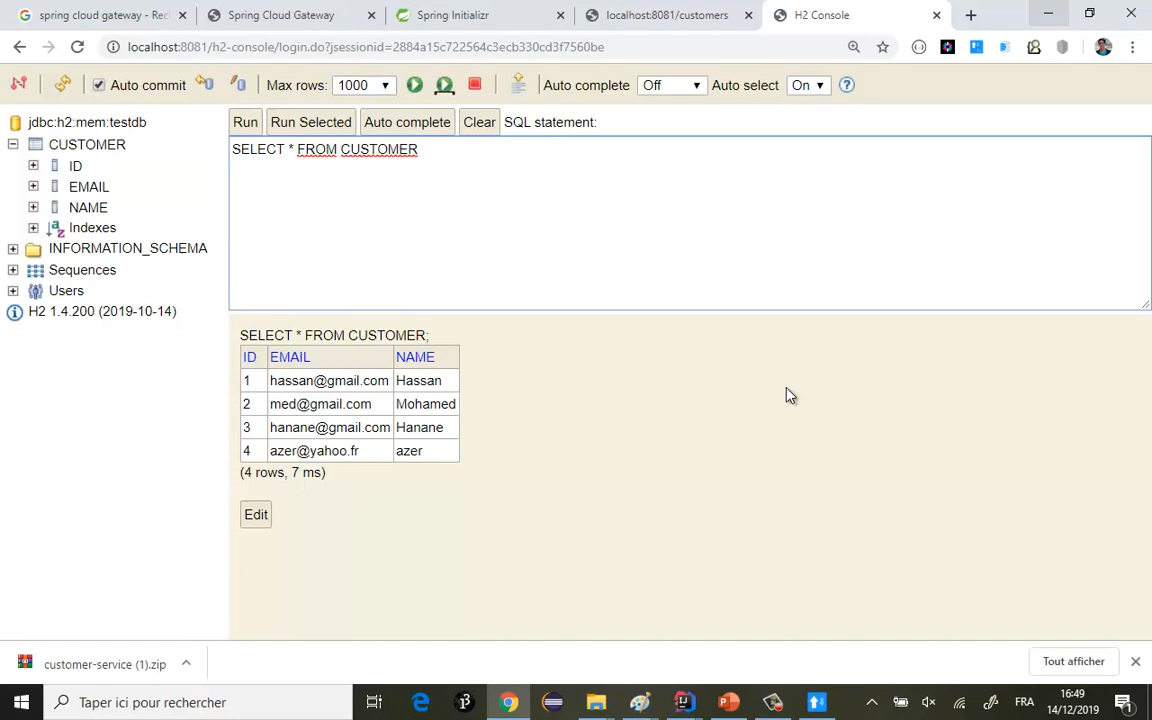 spring cloud gateway - Rec
Spring Cloud Gateway
Spring Initializr
localhost:8081/customers
H2 Console
localhost:8081/h2-console/login.do?jsessionid=2884a15c722564c3ecb330cd3f7560be
Auto commit
Max rows: 1000
Auto complete Off
Auto select On
jdbc:h2:mem:testdb
CUSTOMER
ID
EMAIL
NAME
Indexes
INFORMATION_SCHEMA
Sequences
Users
H2 1.4.200 (2019-10-14)
Run Run Selected Auto complete Clear SQL statement:
SELECT * FROM CUSTOMER
SELECT * FROM CUSTOMER;
ID EMAIL NAME
1 hassan@gmail.com Hassan
2 med@gmail.com Mohamed
3 hanane@gmail.com Hanane
4 azer@yahoo.fr azer
(4 rows, 7 ms)
Edit
customer-service (1).zip
Tout afficher
Taper ici pour rechercher
FRA
16:49
14/12/2019
1